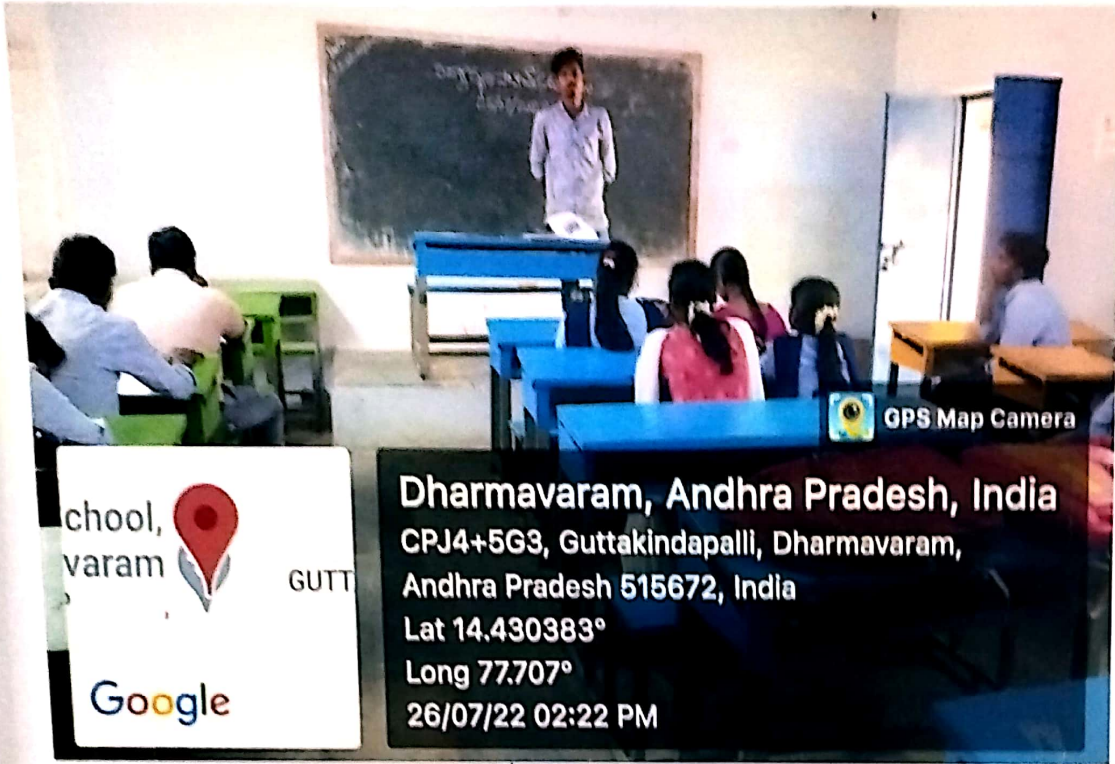 GPS Map Camera
chool,
varam
GUTT
Google
Dharmavaram, Andhra Pradesh, India
CPJ4+5G3, Guttakindapalli, Dharmavaram,
Andhra Pradesh 515672, India
Lat 14.430383°
Long 77.707°
26/07/22 02:22 PM